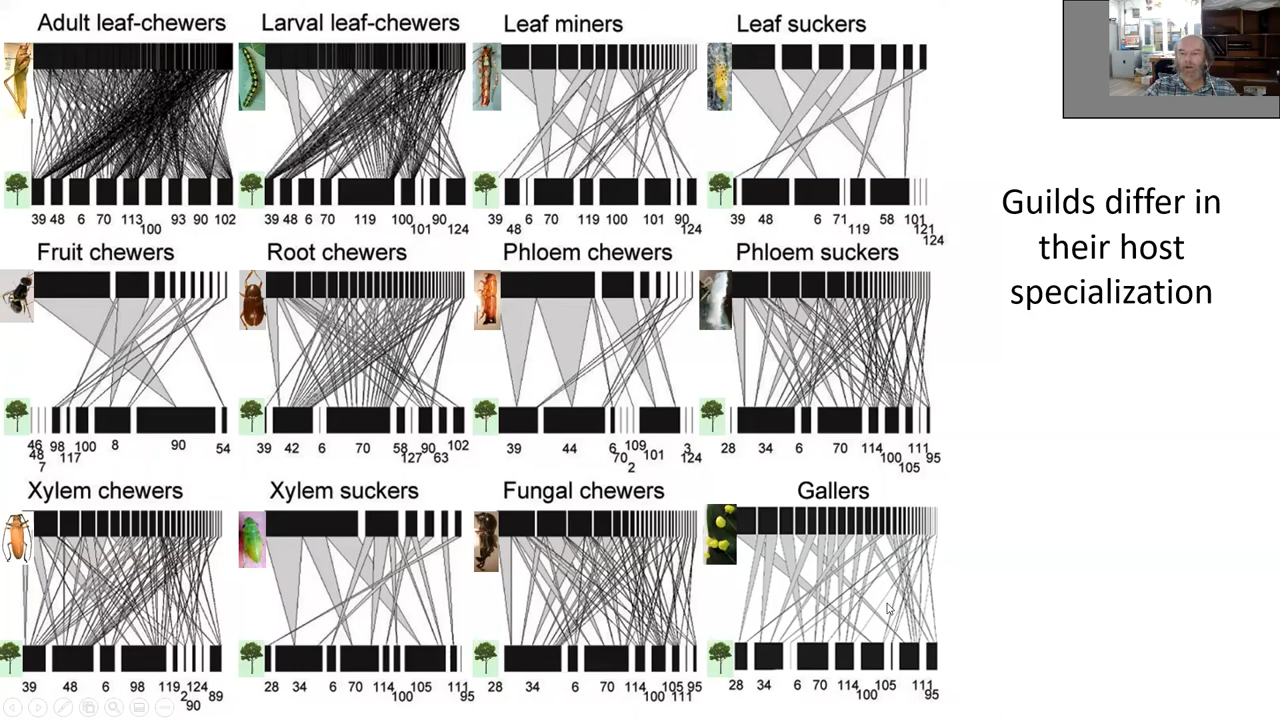 Adult leaf-chewers
39 48 6 70 113 100 93 90 102
Larval leaf-chewers
39 48 6 70 119 100 101 90 124
Leaf miners
39 48 6 70 119 100 101 90 124
Leaf suckers
39 48 6 71 119 58 101 121 124
Guilds differ in
their host
specialization
Fruit chewers
46 48 7 98 117 100 8 90 54
Root chewers
39 42 6 70 58 127 90 63 102
Phloem chewers
39 44 6 70 109 2 101 3 124
Phloem suckers
28 34 6 70 114 100 105 111 95
Xylem chewers
39 48 6 98 119 2 90 124 89
Xylem suckers
28 34 6 70 114 100 105 111 95
Fungal chewers
28 34 6 70 114 100 105 111 95
Gallers
28 34 6 70 114 100 105 111 95